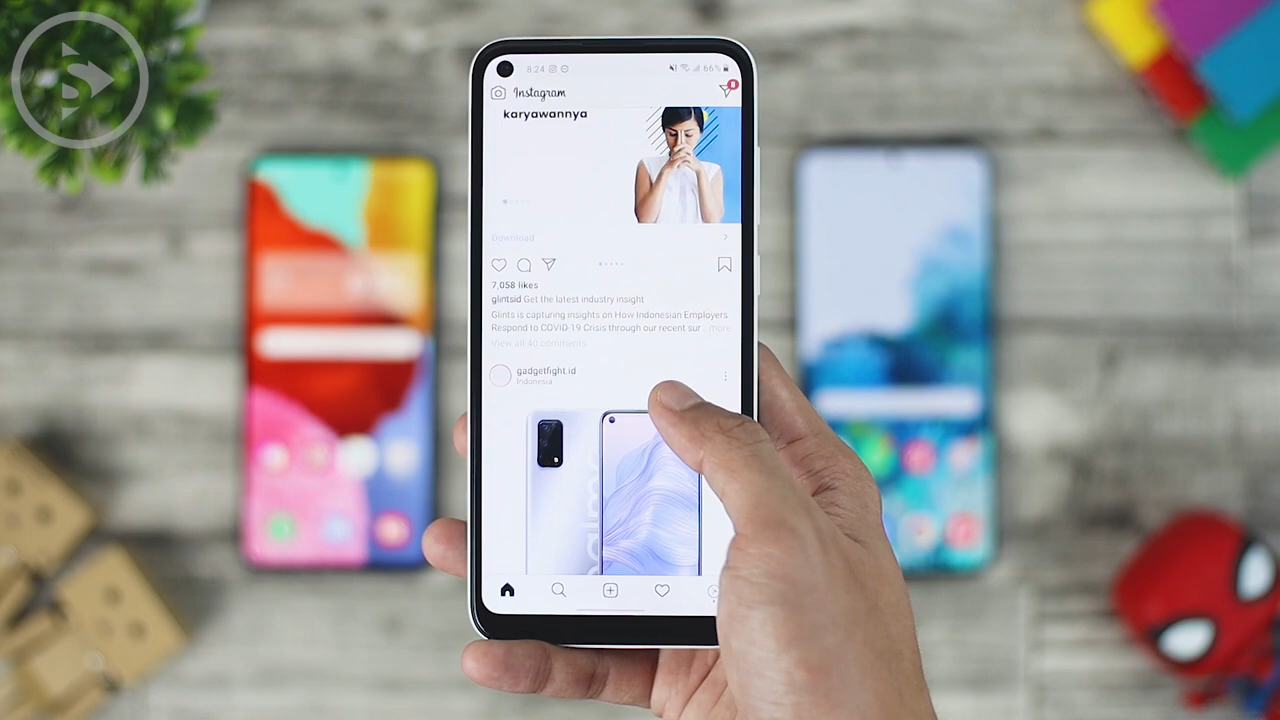 S
8:24
66%
Instagram
8
karyawannya
Download
7,058 likes
glintsid Get the latest industry insight
Glints is capturing insights on How Indonesian Employers
Respond to COVID-19 Crisis through our recent sur... more
View all 40 comments
gadgetfight.id
Indonesia
realme